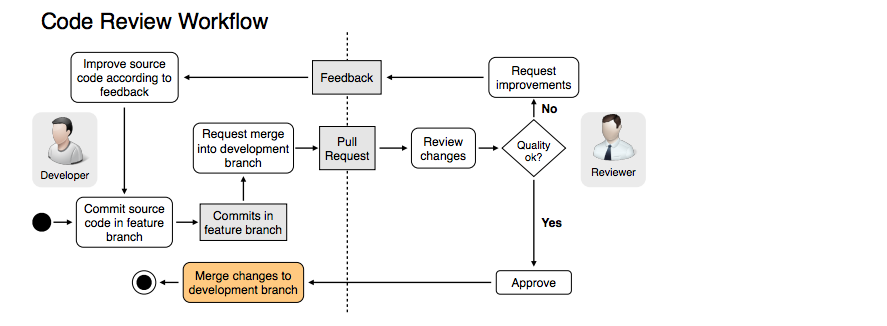 Code Review Workflow
Improve source
code according to
feedback
Feedback
Request
improvements
No
Developer
Request merge
into development
branch
Pull
Request
Review
changes
Quality
ok?
Reviewer
Commit source
code in feature
branch
Commits in
feature branch
Yes
Merge changes to
development branch
Approve